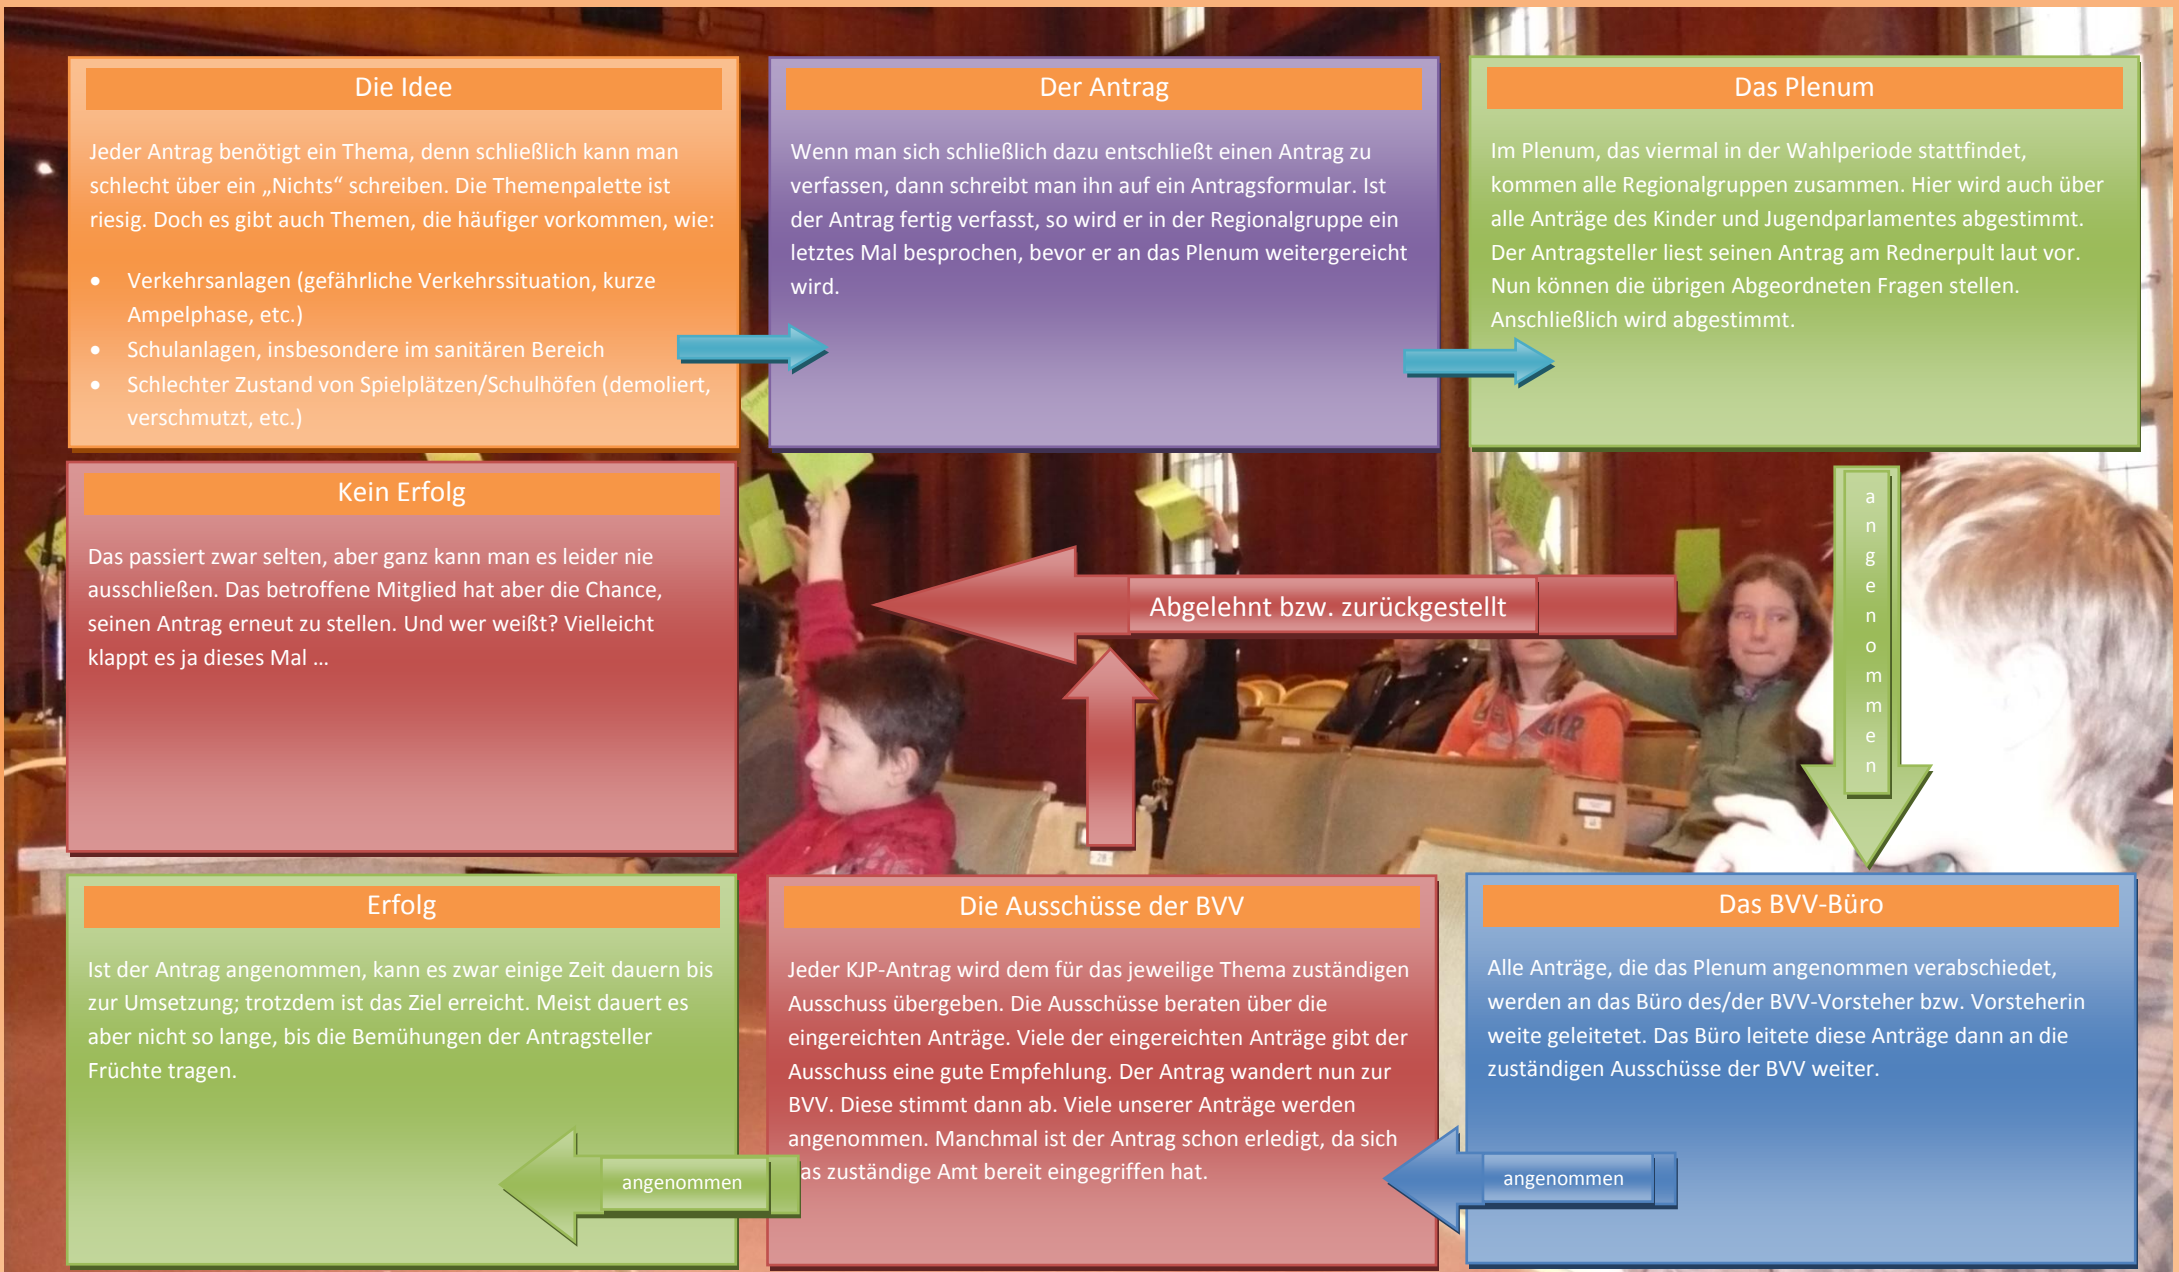 Die Idee
Jeder Antrag benötigt ein Thema, denn schließlich kann man
schlecht über ein „Nichts“ schreiben. Die Themenpalette ist
riesig. Doch es gibt auch Themen, die häufiger vorkommen, wie:
• Verkehrsanlagen (gefährliche Verkehrssituation, kurze
Ampelphase, etc.)
• Schulanlagen, insbesondere im sanitären Bereich
• Schlechter Zustand von Spielplätzen/Schulhöfen (demoliert,
verschmutzt, etc.)
Der Antrag
Wenn man sich schließlich dazu entschließt einen Antrag zu
verfassen, dann schreibt man ihn auf ein Antragsformular. Ist
der Antrag fertig verfasst, so wird er in der Regionalgruppe ein
letztes Mal besprochen, bevor er an das Plenum weitergereicht
wird.
Das Plenum
Im Plenum, das viermal in der Wahlperiode stattfindet,
kommen alle Regionalgruppen zusammen. Hier wird auch über
alle Anträge des Kinder und Jugendparlamentes abgestimmt.
Der Antragsteller liest seinen Antrag am Rednerpult laut vor.
Nun können die übrigen Abgeordneten Fragen stellen.
Anschließlich wird abgestimmt.
angenommen
Abgelehnt bzw. zurückgestellt
Kein Erfolg
Das passiert zwar selten, aber ganz kann man es leider nie
ausschließen. Das betroffene Mitglied hat aber die Chance,
seinen Antrag erneut zu stellen. Und wer weißt? Vielleicht
klappt es ja dieses Mal …
Das BVV-Büro
Alle Anträge, die das Plenum angenommen verabschiedet,
werden an das Büro des/der BVV-Vorsteher bzw. Vorsteherin
weite geleitetet. Das Büro leitete diese Anträge dann an die
zuständigen Ausschüsse der BVV weiter.
angenommen
Die Ausschüsse der BVV
Jeder KJP-Antrag wird dem für das jeweilige Thema zuständigen
Ausschuss übergeben. Die Ausschüsse beraten über die
eingereichten Anträge. Viele der eingereichten Anträge gibt der
Ausschuss eine gute Empfehlung. Der Antrag wandert nun zur
BVV. Diese stimmt dann ab. Viele unserer Anträge werden
angenommen. Manchmal ist der Antrag schon erledigt, da sich
as zuständige Amt bereit eingegriffen hat.
angenommen
Erfolg
Ist der Antrag angenommen, kann es zwar einige Zeit dauern bis
zur Umsetzung; trotzdem ist das Ziel erreicht. Meist dauert es
aber nicht so lange, bis die Bemühungen der Antragsteller
Früchte tragen.